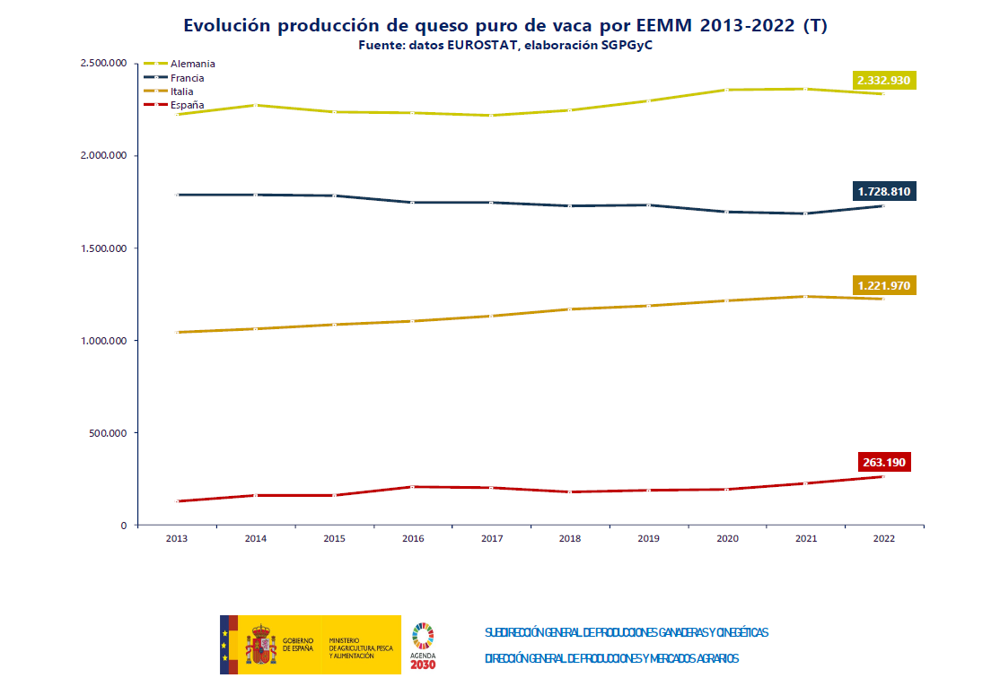 Evolución producción de queso puro de vaca por EEMM 2013-2022 (T)
Fuente: datos EUROSTAT, elaboración SGPGyC
2.500.000
2.000.000
1.500.000
1.000.000
500.000
0
Alemania
Francia
Italia
España
2.332.930
1.728.810
1.221.970
263.190
2013 2014 2015 2016 2017 2018 2019 2020 2021 2022
GOBIERNO
DE ESPAÑA
MINISTERIO
DE AGRICULTURA, PESCA
Y ALIMENTACIÓN
AGENDA
2030
SUBDIRECCIÓN GENERAL DE PRODUCCIONES GANADERAS Y CINEGÉTICAS
DIRECCIÓN GENERAL DE PRODUCCIONES Y MERCADOS AGRARIOS